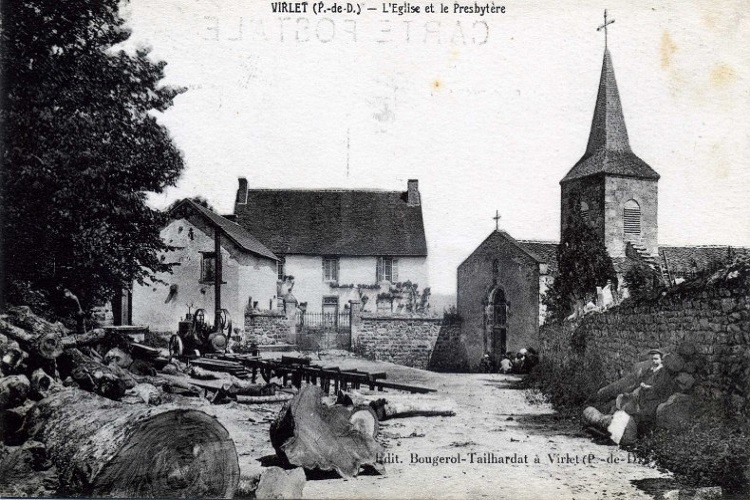 VIRLET (P.-de-D.) — L'Eglise et le Presbytère
CARTE POSTALE
Edit. Bougerol-Tailhardat à Virlet (P.-de-D.)